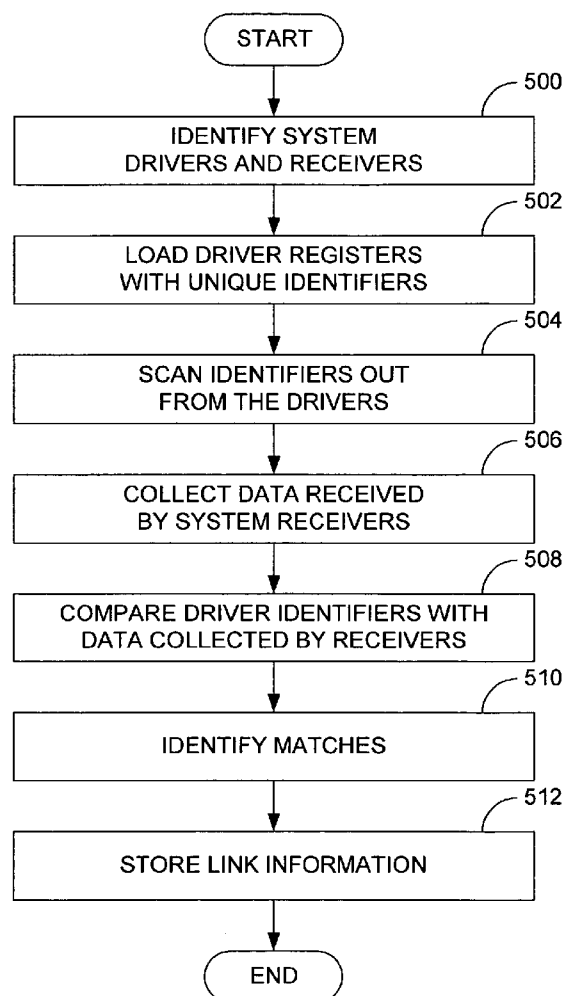 START
500
IDENTIFY SYSTEM
DRIVERS AND RECEIVERS
502
LOAD DRIVER REGISTERS
WITH UNIQUE IDENTIFIERS
504
SCAN IDENTIFIERS OUT
FROM THE DRIVERS
506
COLLECT DATA RECEIVED
BY SYSTEM RECEIVERS
508
COMPARE DRIVER IDENTIFIERS WITH
DATA COLLECTED BY RECEIVERS
510
IDENTIFY MATCHES
512
STORE LINK INFORMATION
END